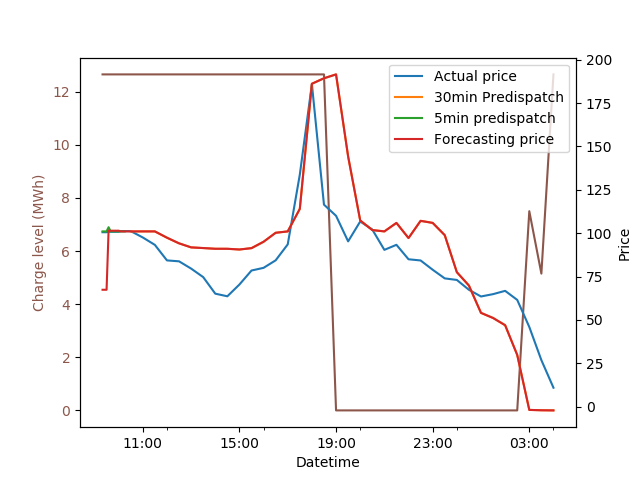 Actual price
30min Predispatch
5min predispatch
Forecasting price
Charge level (MWh)
12
10
8
6
4
2
0
200
175
150
125
100
75
50
25
0
Price
11:00 15:00 19:00 23:00 03:00
Datetime